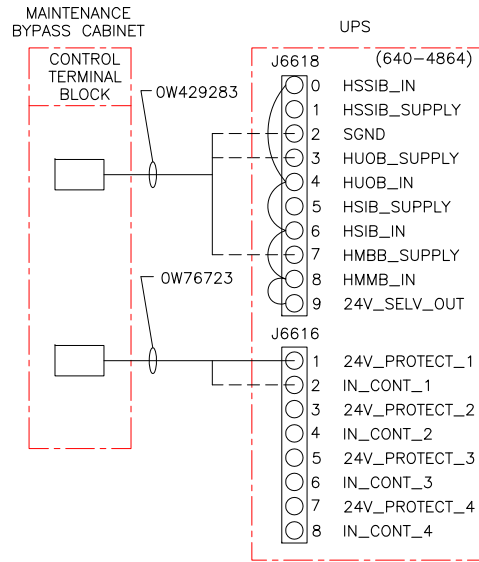 MAINTENANCE
BYPASS CABINET
CONTROL
TERMINAL
BLOCK
0W429283
0W76723
UPS
J6618
(640-4864)
0 HSSIB_IN
1 HSSIB_SUPPLY
2 SGND
3 HUOB_SUPPLY
4 HUOB_IN
5 HSIB_SUPPLY
6 HSIB_IN
7 HMBB_SUPPLY
8 HMMB_IN
9 24V_SELV_OUT
J6616
1 24V_PROTECT_1
2 IN_CONT_1
3 24V_PROTECT_2
4 IN_CONT_2
5 24V_PROTECT_3
6 IN_CONT_3
7 24V_PROTECT_4
8 IN_CONT_4